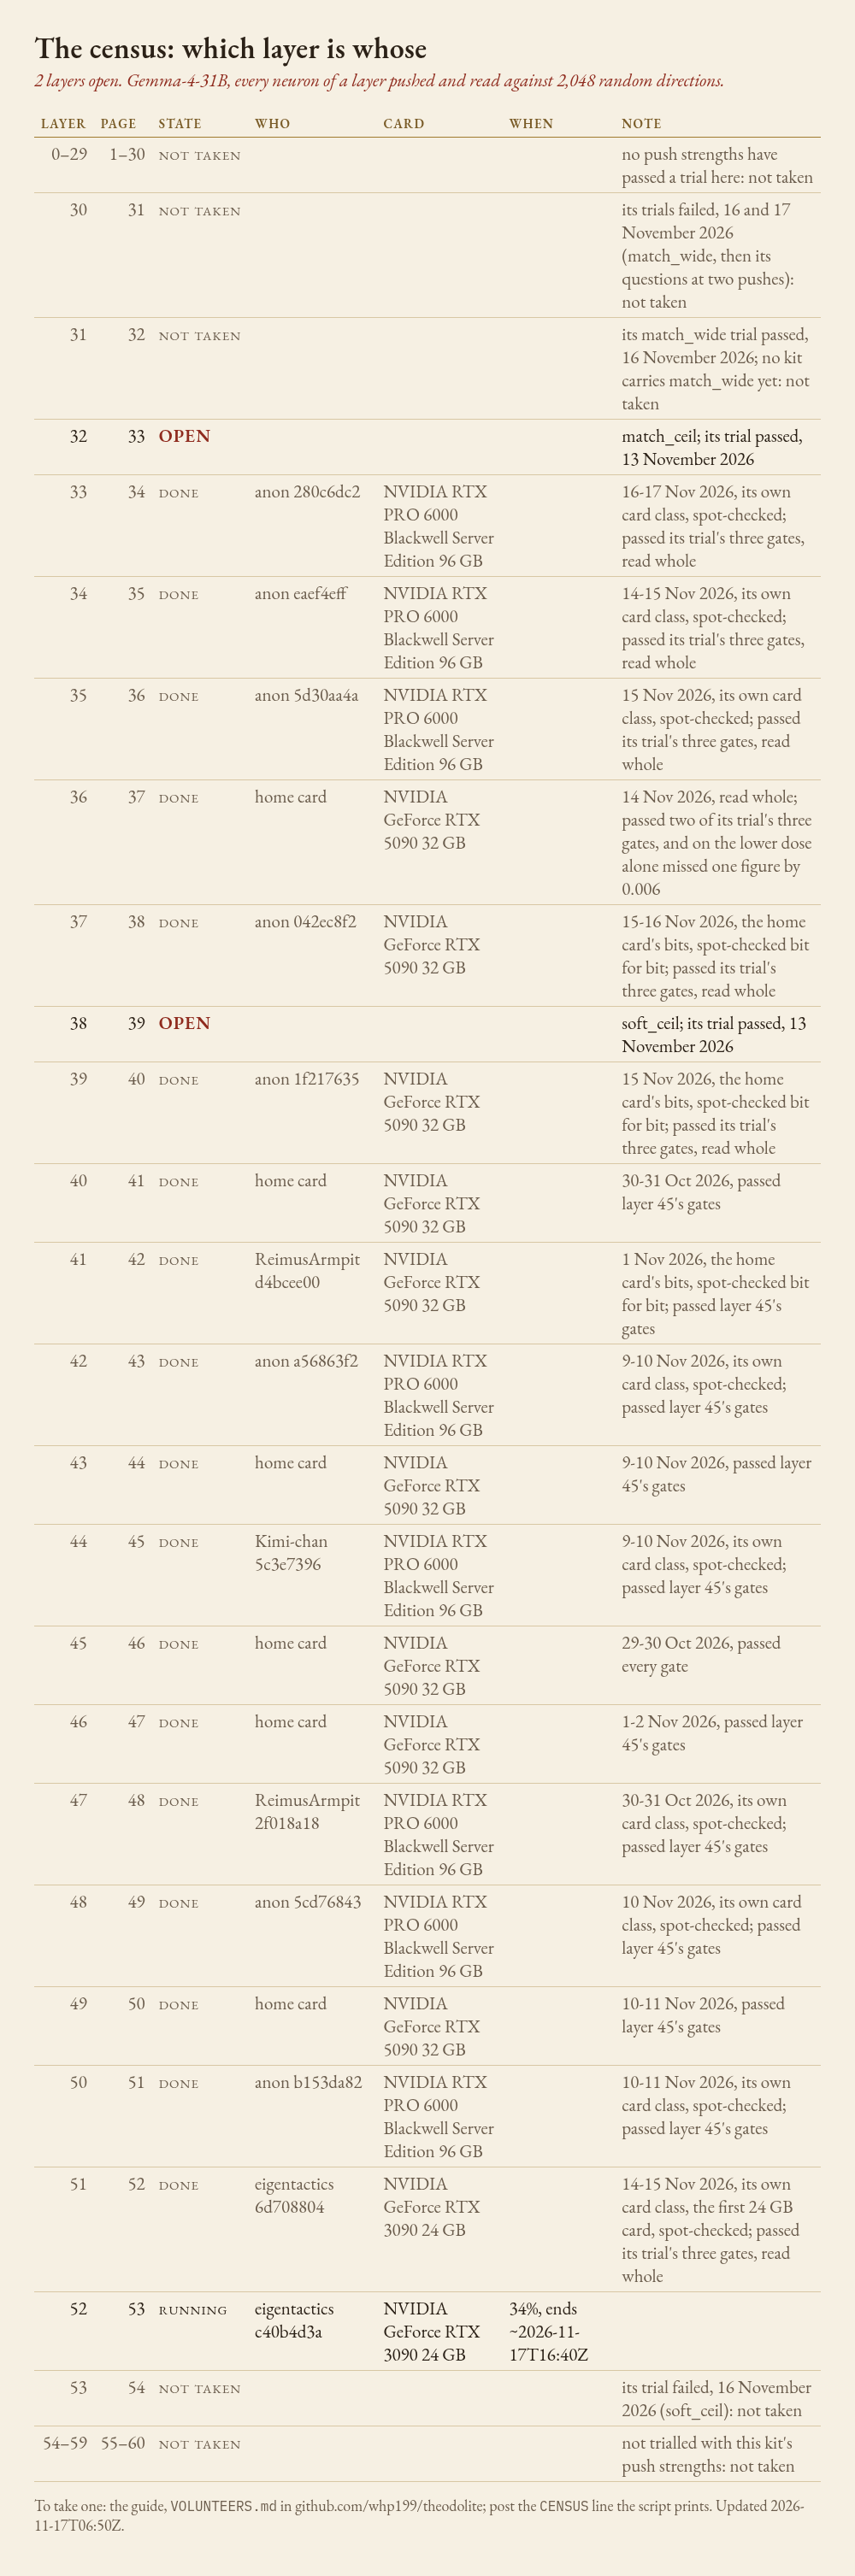 The census: which layer is whose
2 layers open. Gemma-4-31B, every neuron of a layer pushed and read against 2,048 random directions.
LAYER PAGE STATE WHO CARD WHEN NOTE
0–29 1–30 NOT TAKEN no push strengths have
passed a trial here: not taken
30 31 NOT TAKEN its trials failed, 16 and 17
November 2026
(match_wide, then its
questions at two pushes):
not taken
31 32 NOT TAKEN its match_wide trial passed,
16 November 2026; no kit
carries match_wide yet: not
taken
32 33 OPEN match_ceil; its trial passed,
13 November 2026
33 34 DONE anon 280c6dc2 NVIDIA RTX 16-17 Nov 2026, its own
PRO 6000 card class, spot-checked;
Blackwell Server passed its trial's three gates,
Edition 96 GB read whole
34 35 DONE anon eaef4eff NVIDIA RTX 14-15 Nov 2026, its own
PRO 6000 card class, spot-checked;
Blackwell Server passed its trial's three gates,
Edition 96 GB read whole
35 36 DONE anon 5d30aa4a NVIDIA RTX 15 Nov 2026, its own card
PRO 6000 class, spot-checked; passed
Blackwell Server its trial's three gates, read
Edition 96 GB whole
36 37 DONE home card NVIDIA 14 Nov 2026, read whole;
GeForce RTX passed two of its trial's three
5090 32 GB gates, and on the lower dose
alone missed one figure by
0.006
37 38 DONE anon 042ec8f2 NVIDIA 15-16 Nov 2026, the home
GeForce RTX card's bits, spot-checked bit
5090 32 GB for bit; passed its trial's
three gates, read whole
38 39 OPEN soft_ceil; its trial passed, 13
November 2026
39 40 DONE anon 1f217635 NVIDIA 15 Nov 2026, the home
GeForce RTX card's bits, spot-checked bit
5090 32 GB for bit; passed its trial's
three gates, read whole
40 41 DONE home card NVIDIA 30-31 Oct 2026, passed
GeForce RTX layer 45's gates
5090 32 GB
41 42 DONE ReimusArmpit NVIDIA 1 Nov 2026, the home
d4bcee00 GeForce RTX card's bits, spot-checked bit
5090 32 GB for bit; passed layer 45's
gates
42 43 DONE anon a56863f2 NVIDIA RTX 9-10 Nov 2026, its own
PRO 6000 card class, spot-checked;
Blackwell Server passed layer 45's gates
Edition 96 GB
43 44 DONE home card NVIDIA 9-10 Nov 2026, passed layer
GeForce RTX 45's gates
5090 32 GB
44 45 DONE Kimi-chan NVIDIA RTX 9-10 Nov 2026, its own
5c3e7396 PRO 6000 card class, spot-checked;
Blackwell Server passed layer 45's gates
Edition 96 GB
45 46 DONE home card NVIDIA 29-30 Oct 2026, passed
GeForce RTX every gate
5090 32 GB
46 47 DONE home card NVIDIA 1-2 Nov 2026, passed layer
GeForce RTX 45's gates
5090 32 GB
47 48 DONE ReimusArmpit NVIDIA RTX 30-31 Oct 2026, its own
2f018a18 PRO 6000 card class, spot-checked;
Blackwell Server passed layer 45's gates
Edition 96 GB
48 49 DONE anon 5cd76843 NVIDIA RTX 10 Nov 2026, its own card
PRO 6000 class, spot-checked; passed
Blackwell Server layer 45's gates
Edition 96 GB
49 50 DONE home card NVIDIA 10-11 Nov 2026, passed
GeForce RTX layer 45's gates
5090 32 GB
50 51 DONE anon b153da82 NVIDIA RTX 10-11 Nov 2026, its own
PRO 6000 card class, spot-checked;
Blackwell Server passed layer 45's gates
Edition 96 GB
51 52 DONE eigentactics NVIDIA 14-15 Nov 2026, its own
6d708804 GeForce RTX card class, the first 24 GB
3090 24 GB card, spot-checked; passed
its trial's three gates, read
whole
52 53 RUNNING eigentactics NVIDIA 34%, ends
c40b4d3a GeForce RTX ~2026-11-
3090 24 GB 17T16:40Z
53 54 NOT TAKEN its trial failed, 16 November
2026 (soft_ceil): not taken
54–59 55–60 NOT TAKEN not trialled with this kit's
push strengths: not taken
To take one: the guide, VOLUNTEERS.md in github.com/whp199/theodolite; post the CENSUS line the script prints. Updated 2026-
11-17T06:50Z.